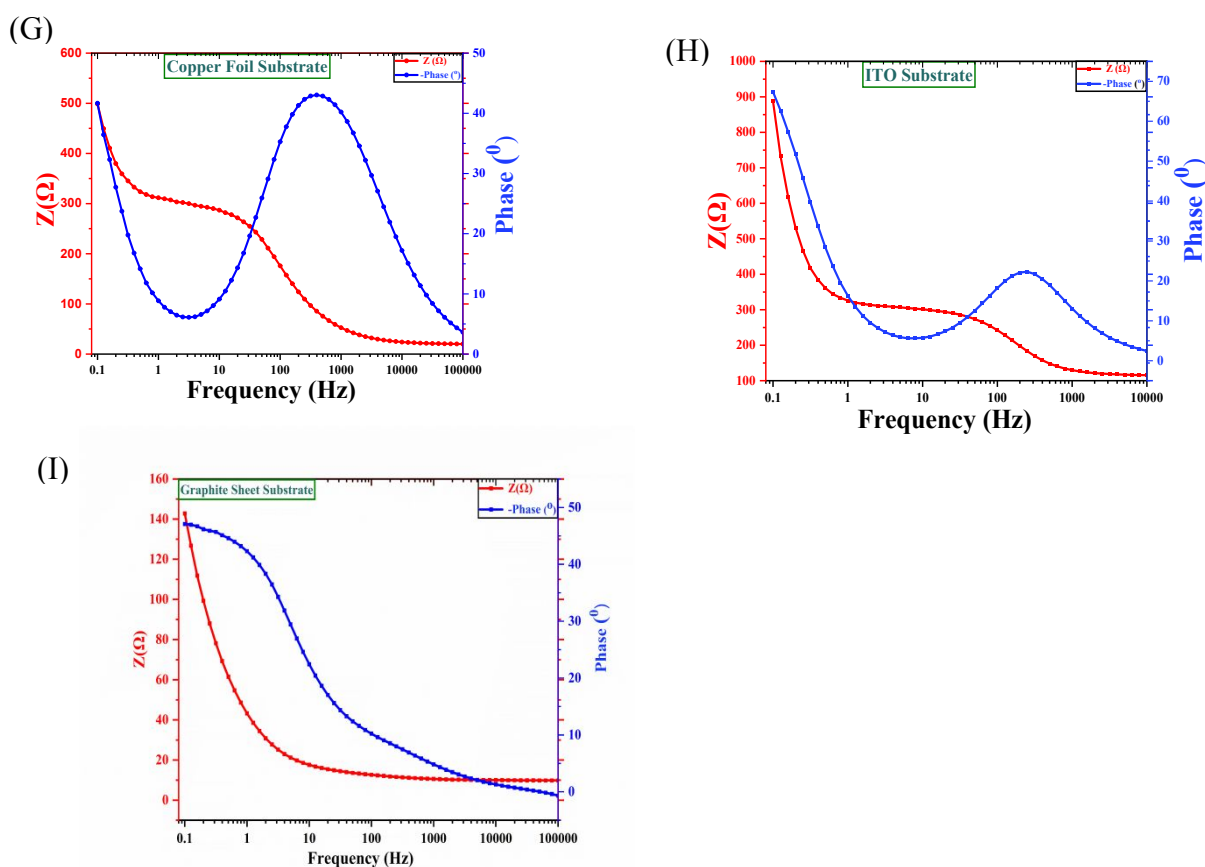 (G)
Copper Foil Substrate
Z (Ω)
-Phase (º)
600
500
400
300
200
100
0
Z(Ω)
50
40
30
20
10
0
Phase (⁰)
0.1 1 10 100 1000 10000 100000
Frequency (Hz)
(H)
ITO Substrate
Z (Ω)
-Phase (º)
1000
900
800
700
600
500
400
300
200
100
Z(Ω)
75
70
60
50
40
30
20
10
0
Phase (⁰)
0.1 1 10 100 1000 10000
Frequency (Hz)
(I)
Graphite Sheet Substrate
Z(Ω)
-Phase (⁰)
160
140
120
100
80
60
40
20
0
Z(Ω)
50
40
30
20
10
0
Phase (⁰)
0.1 1 10 100 1000 10000 100000
Frequency (Hz)